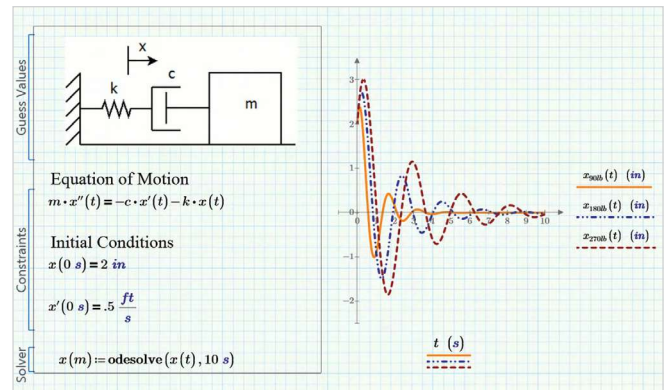 Guess Values
x
k
c
m
Equation of Motion
m·x''(t)=-c·x'(t)-k·x(t)
Constraints
Initial Conditions
x(0 s)=2 in
x'(0 s)=.5 ft/s
Solver
x(m):=odesolve(x(t),10 s)
3
2
1
0
-1
-2
0 1 2 3 4 5 6 7 8 9 10
x90lb(t) (in)
x180lb(t) (in)
x270lb(t) (in)
t (s)